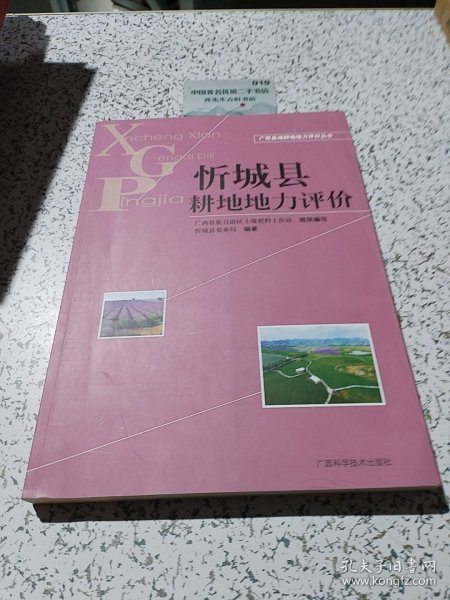 019
中国著名优质二手书店
孙先生古旧书店
广西县域耕地地力评价丛书
Xincheng Xian
Gengdi Dili
Pingjia
忻城县
耕地地力评价
广西壮族自治区土壤肥料工作站 组织编写
忻城县农业局 编著
广西科学技术出版社
孔夫子旧书网
www.kongfz.com